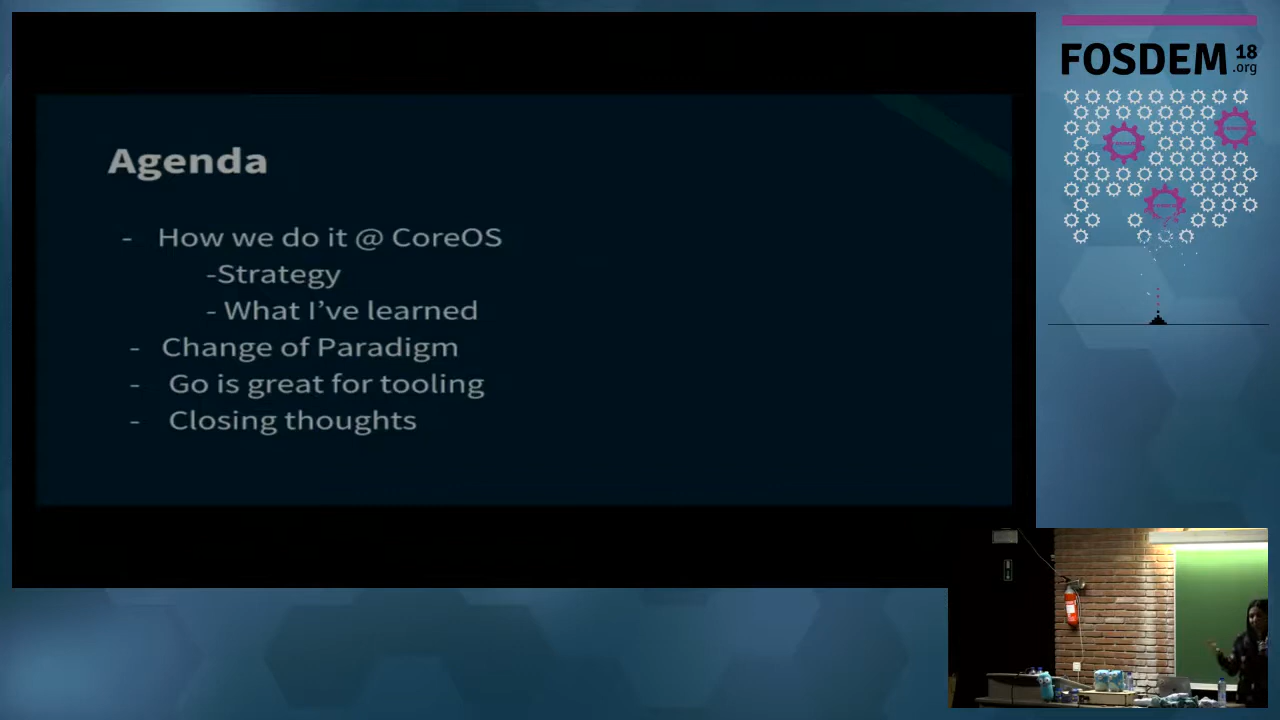 Agenda
- How we do it @ CoreOS
-Strategy
- What I've learned
- Change of Paradigm
- Go is great for tooling
- Closing thoughts
FOSDEM 18
.org